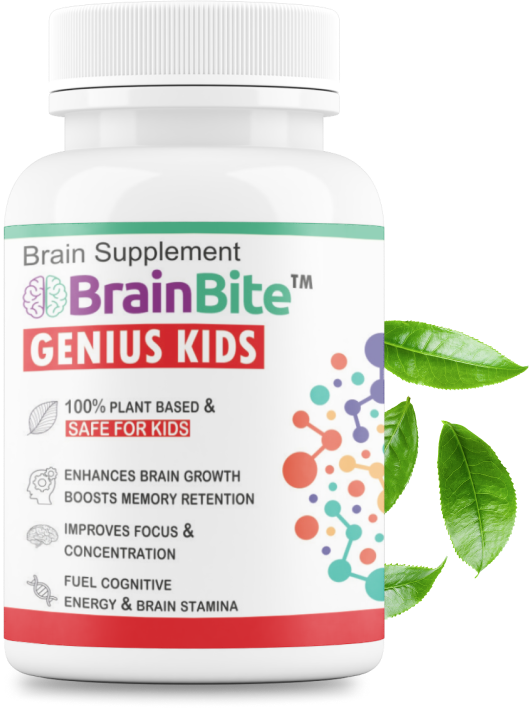 Brain Supplement
BrainBite™
GENIUS KIDS
100% PLANT BASED &
SAFE FOR KIDS
ENHANCES BRAIN GROWTH
BOOSTS MEMORY RETENTION
IMPROVES FOCUS &
CONCENTRATION
FUEL COGNITIVE
ENERGY & BRAIN STAMINA